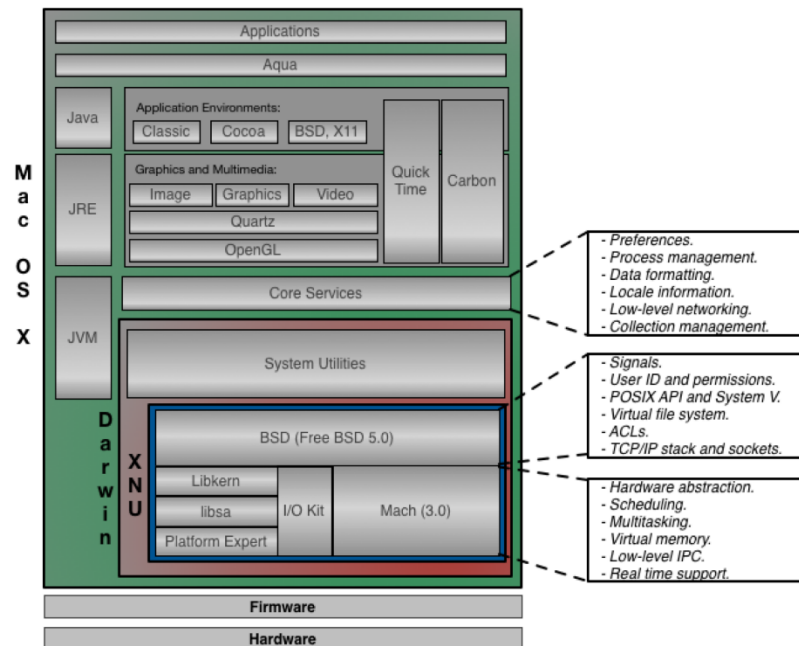 Applications
Aqua
Java
Application Environments:
Classic
Cocoa
BSD, X11
JRE
Graphics and Multimedia:
Image
Graphics
Video
Quartz
OpenGL
Quick
Time
Carbon
Mac OS X
JVM
Core Services
- Preferences.
- Process management.
- Data formatting.
- Locale information.
- Low-level networking.
- Collection management.
Darwin
System Utilities
XNU
BSD (Free BSD 5.0)
- Signals.
- User ID and permissions.
- POSIX API and System V.
- Virtual file system.
- ACLs.
- TCP/IP stack and sockets.
Libkern
libsa
Platform Expert
I/O Kit
Mach (3.0)
- Hardware abstraction.
- Scheduling.
- Multitasking.
- Virtual memory.
- Low-level IPC.
- Real time support.
Firmware
Hardware